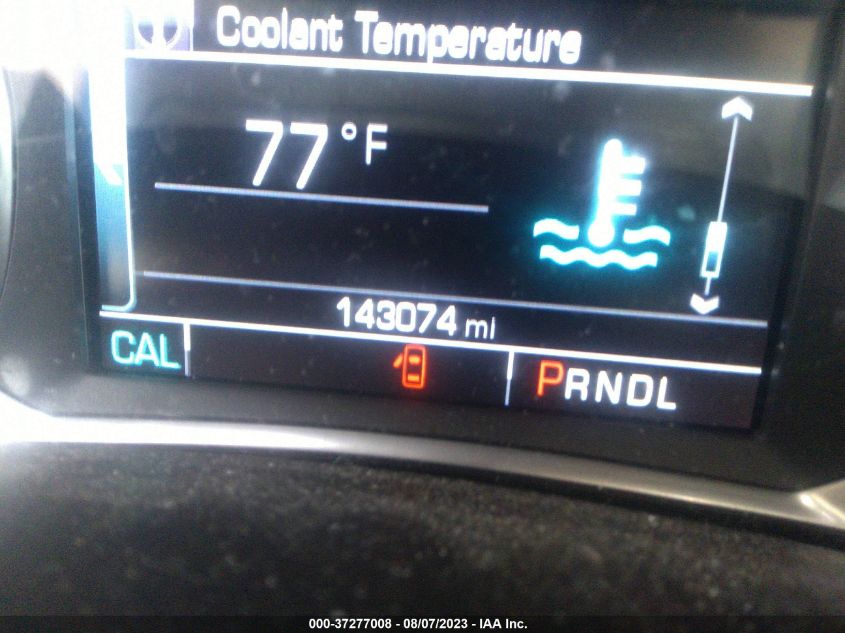 Coolant Temperature
77 °F
143074 mi
CAL
PRNDL
000-37277008 - 08/07/2023 - IAA Inc.